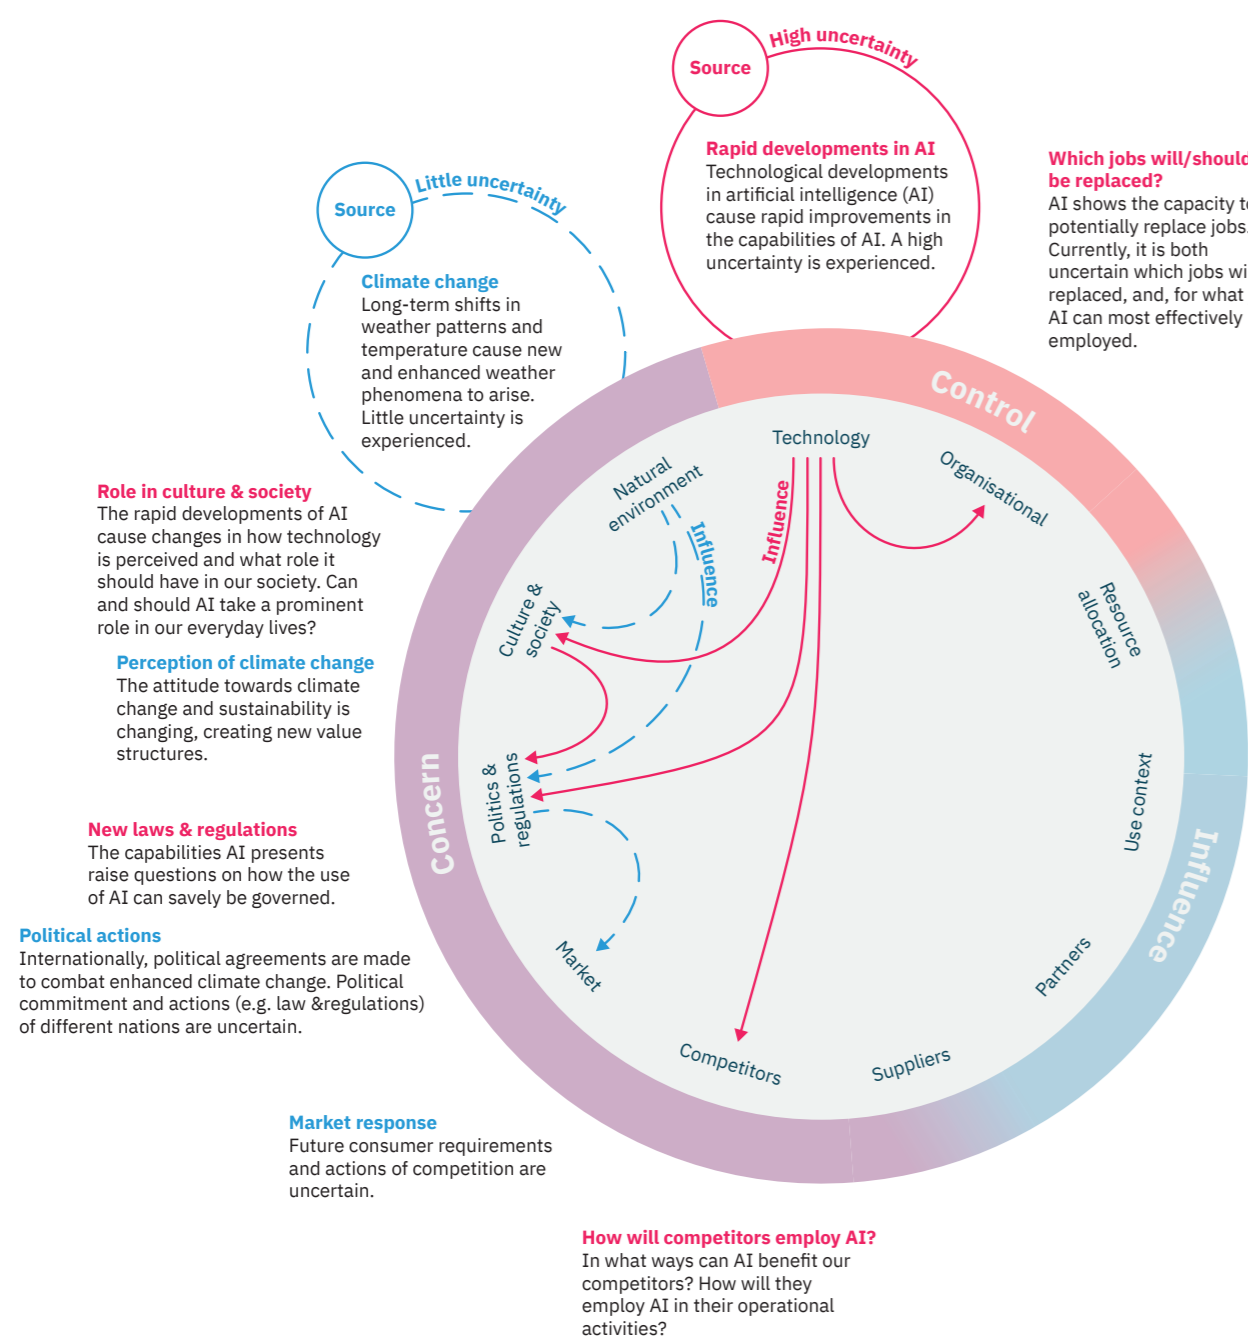 Source
High uncertainty
Rapid developments in AI
Technological developments
in artificial intelligence (AI)
cause rapid improvements in
the capabilities of AI. A high
uncertainty is experienced.
Which jobs will/should
be replaced?
AI shows the capacity to
potentially replace jobs.
Currently, it is both
uncertain which jobs
replaced, and, for what
AI can most effectively
employed.
Source
Little uncertainty
Climate change
Long-term shifts in
weather patterns and
temperature cause new
and enhanced weather
phenomena to arise.
Little uncertainty is
experienced.
Role in culture & society
The rapid developments of AI
cause changes in how technology
is perceived and what role it
should have in our society. Can
and should AI take a prominent
role in our everyday lives?
Perception of climate change
The attitude towards climate
change and sustainability is
changing, creating new value
structures.
New laws & regulations
The capabilities AI presents
raise questions on how the use
of AI can savely be governed.
Political actions
Internationally, political agreements are made
to combat enhanced climate change. Political
commitment and actions (e.g. law &regulations)
of different nations are uncertain.
Market response
Future consumer requirements
and actions of competition are
uncertain.
How will competitors employ AI?
In what ways can AI benefit our
competitors? How will they
employ AI in their operational
activities?
Control
Influence
Concern
Technology
Organisational
Resource
allocation
Use context
Partners
Suppliers
Competitors
Market
Politics &
regulations
Culture &
society
Natural
environment
Influence
Influence